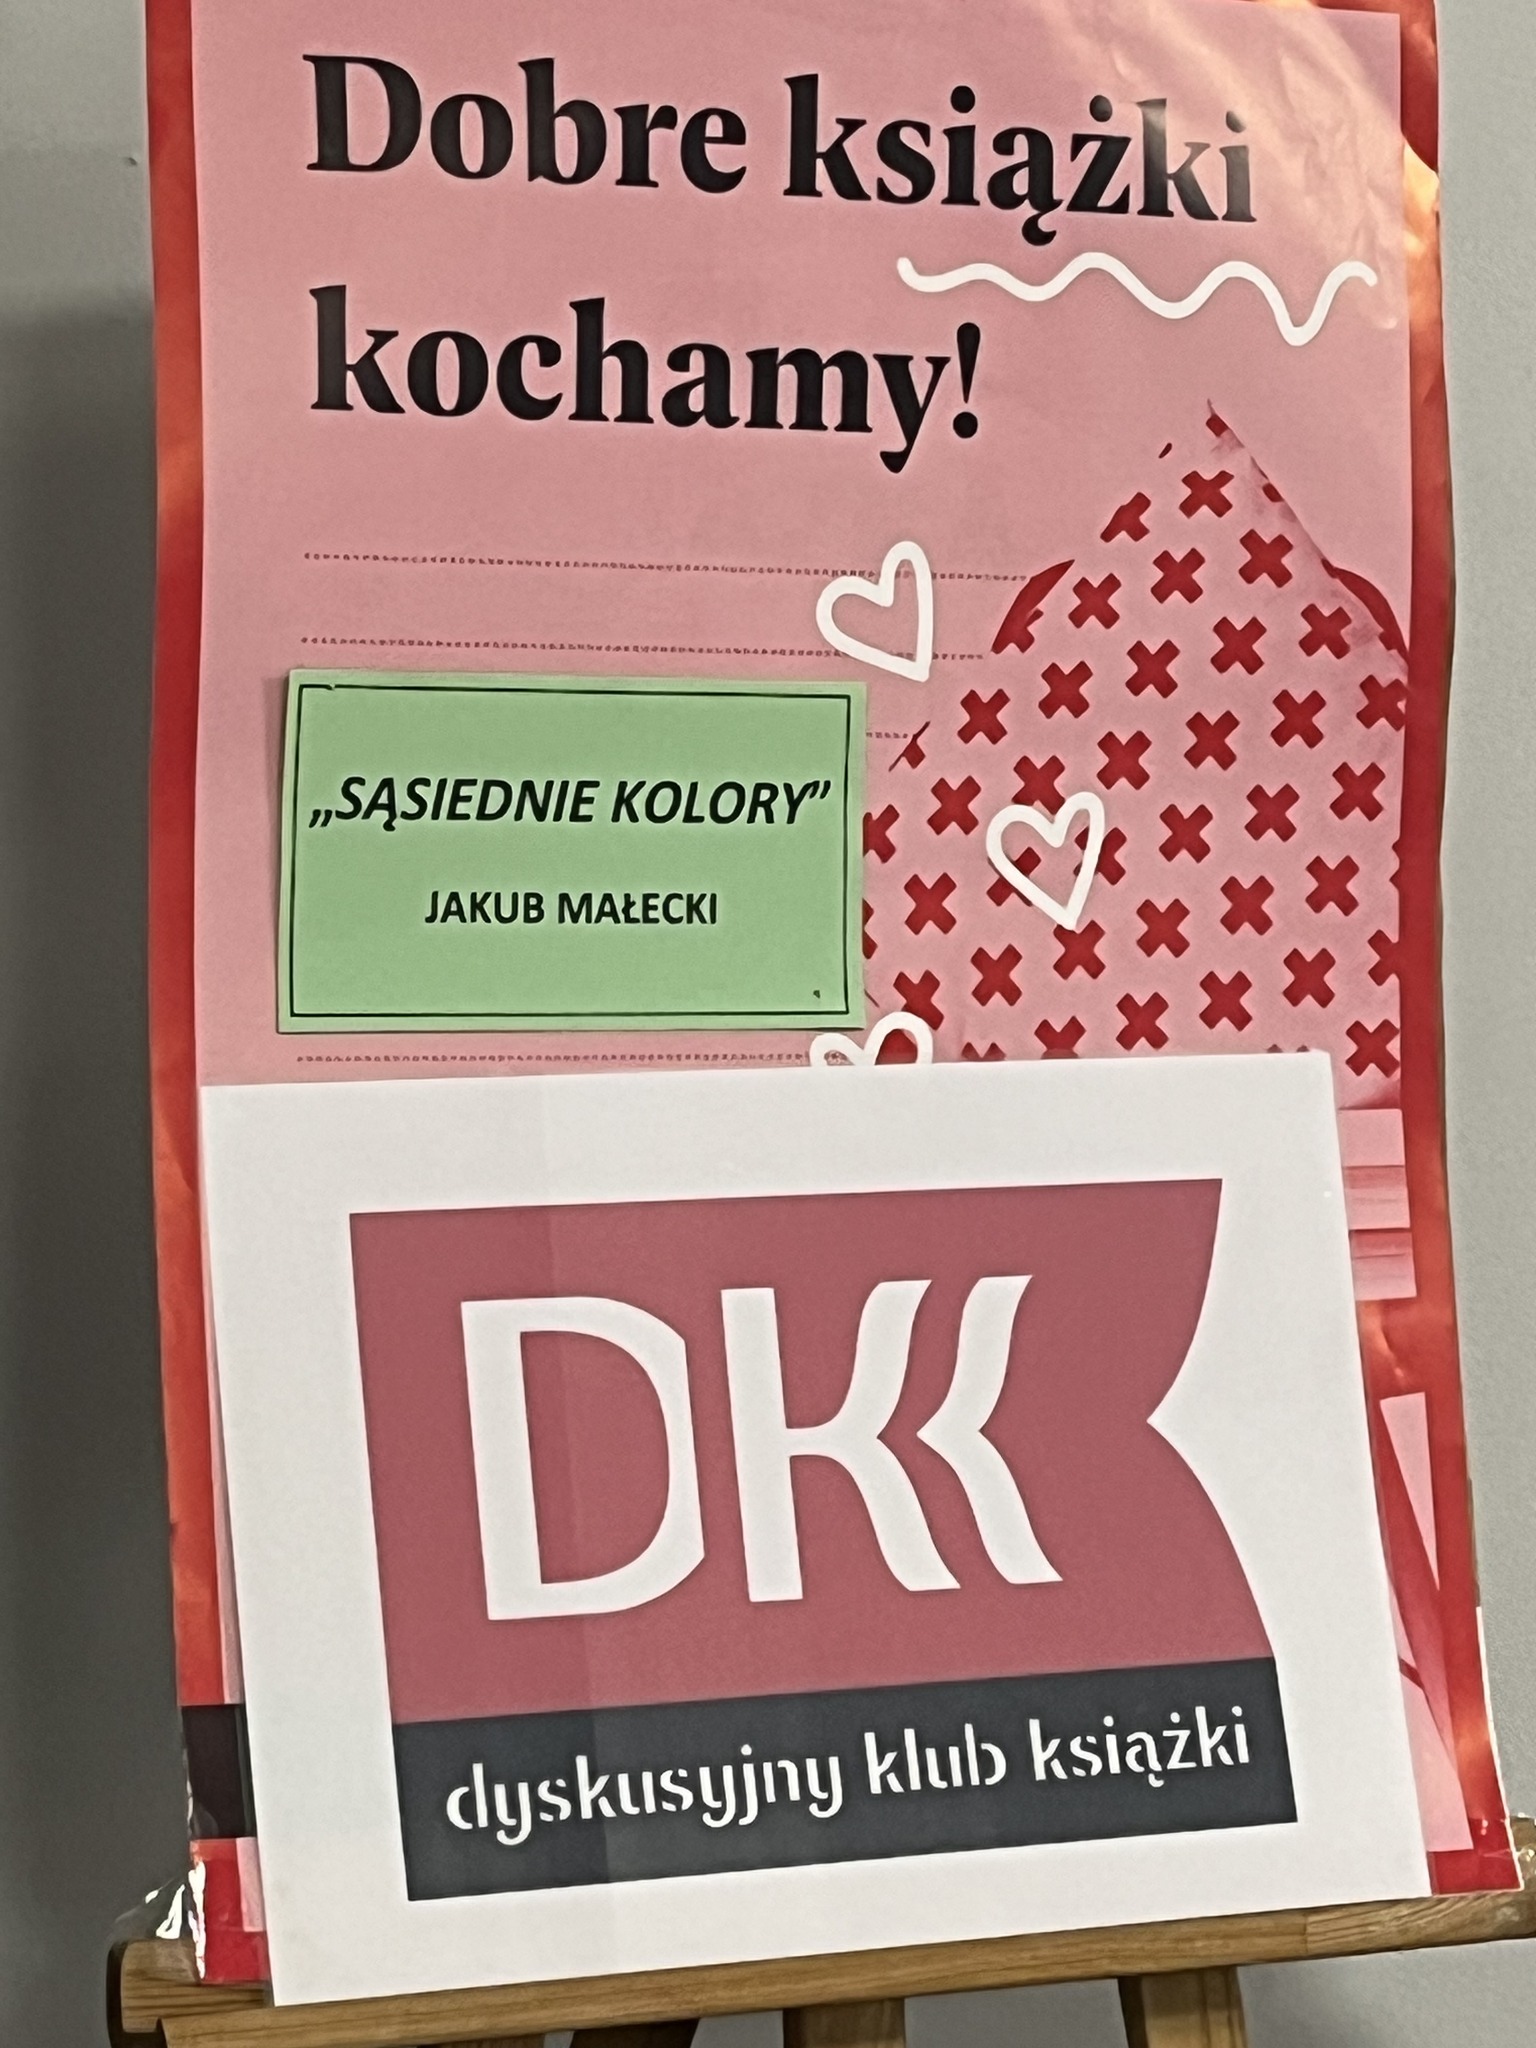 Dobre książki
kochamy!
„SĄSIEDNIE KOLORY”
JAKUB MAŁECKI
DKK
dyskusyjny klub książki